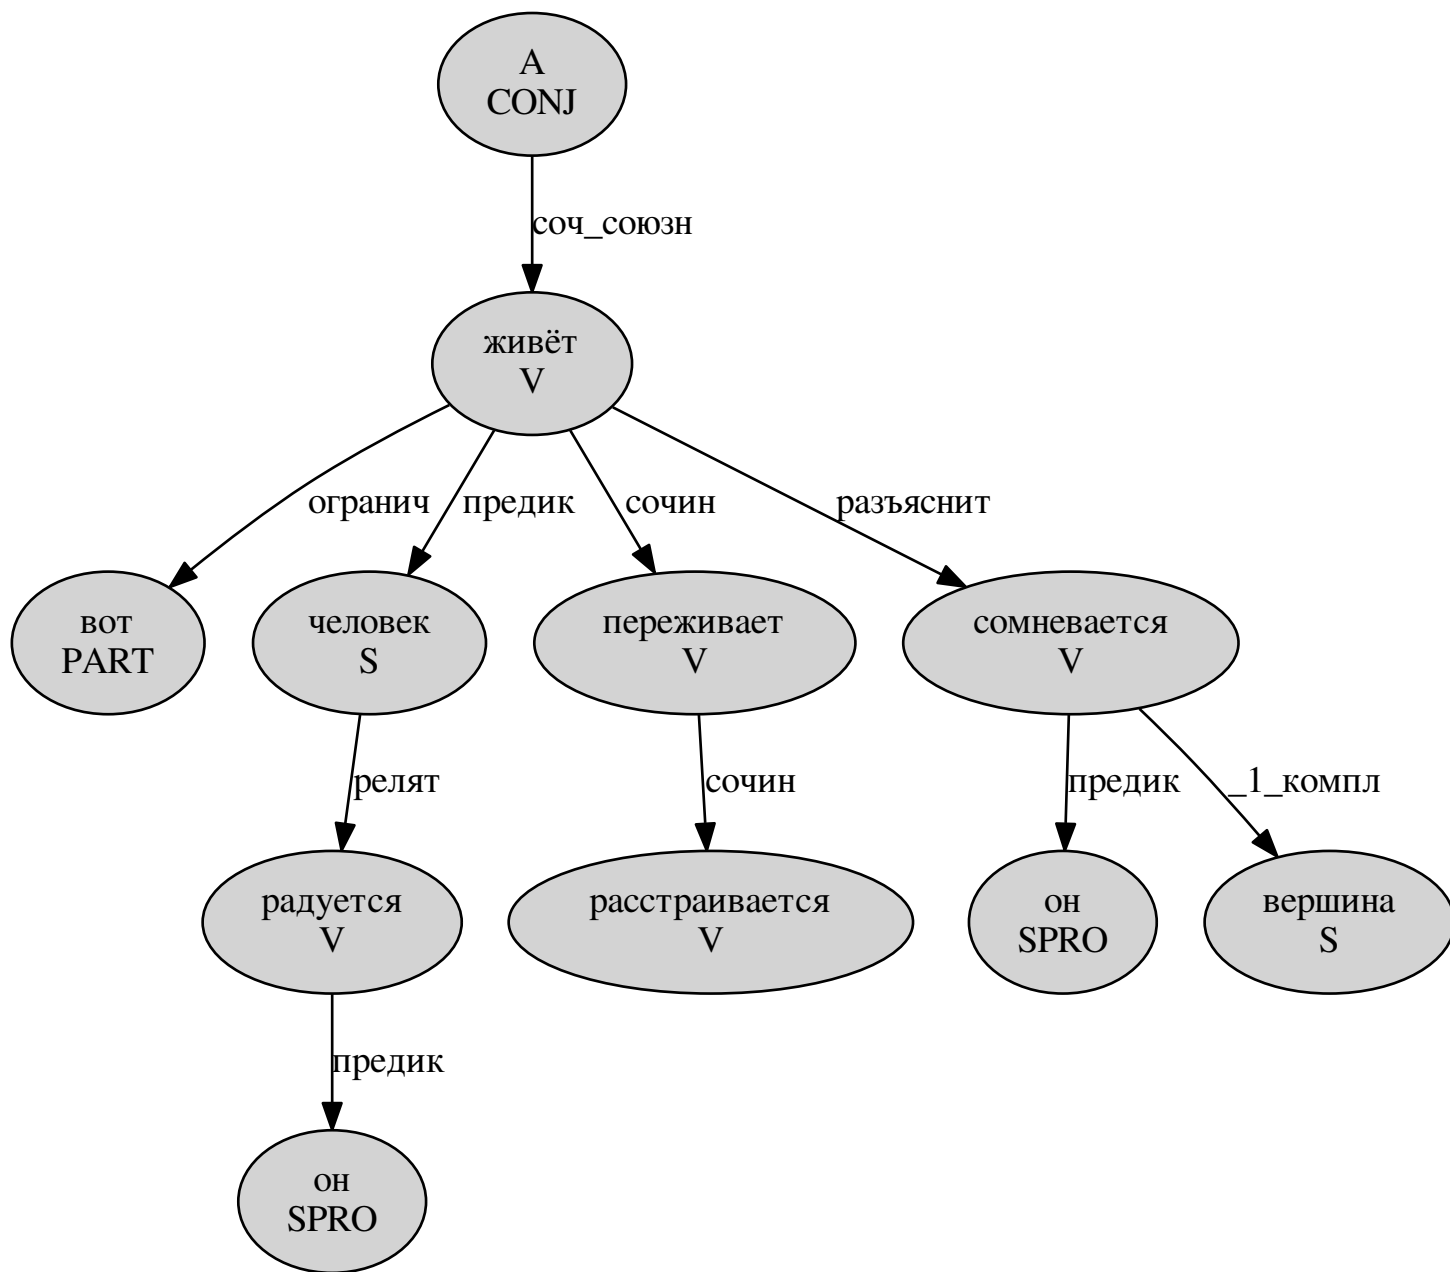 А
CONJ
соч_союзн
живёт
V
огранич
предик
сочин
разъяснит
вот
PART
человек
S
переживает
V
сомневается
V
релят
сочин
предик
_1_компл
радуется
V
расстраивается
V
он
SPRO
вершина
S
предик
он
SPRO